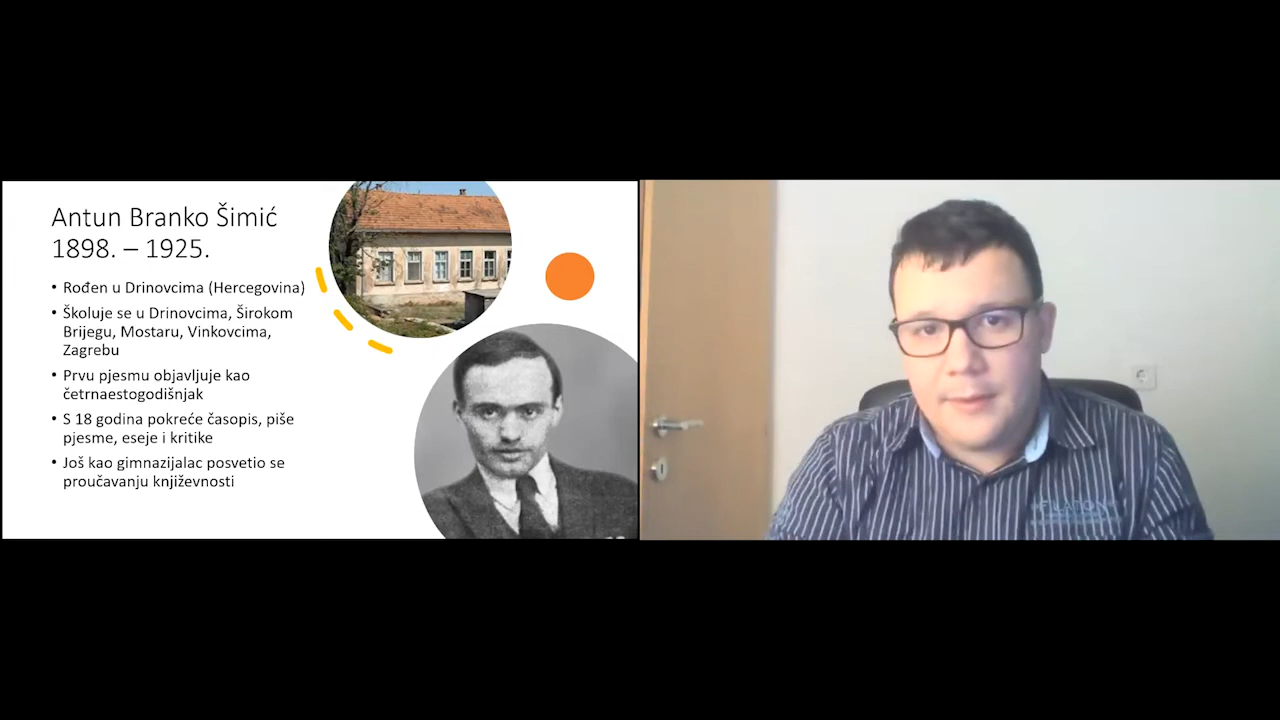 Antun Branko Šimić
1898. – 1925.
• Rođen u Drinovcima (Hercegovina)
• Školuje se u Drinovcima, Širokom
Brijegu, Mostaru, Vinkovcima,
Zagrebu
• Prvu pjesmu objavljuje kao
četrnaestogodišnjak
• S 18 godina pokreće časopis, piše
pjesme, eseje i kritike
• Još kao gimnazijalac posvetio se
proučavanju književnosti